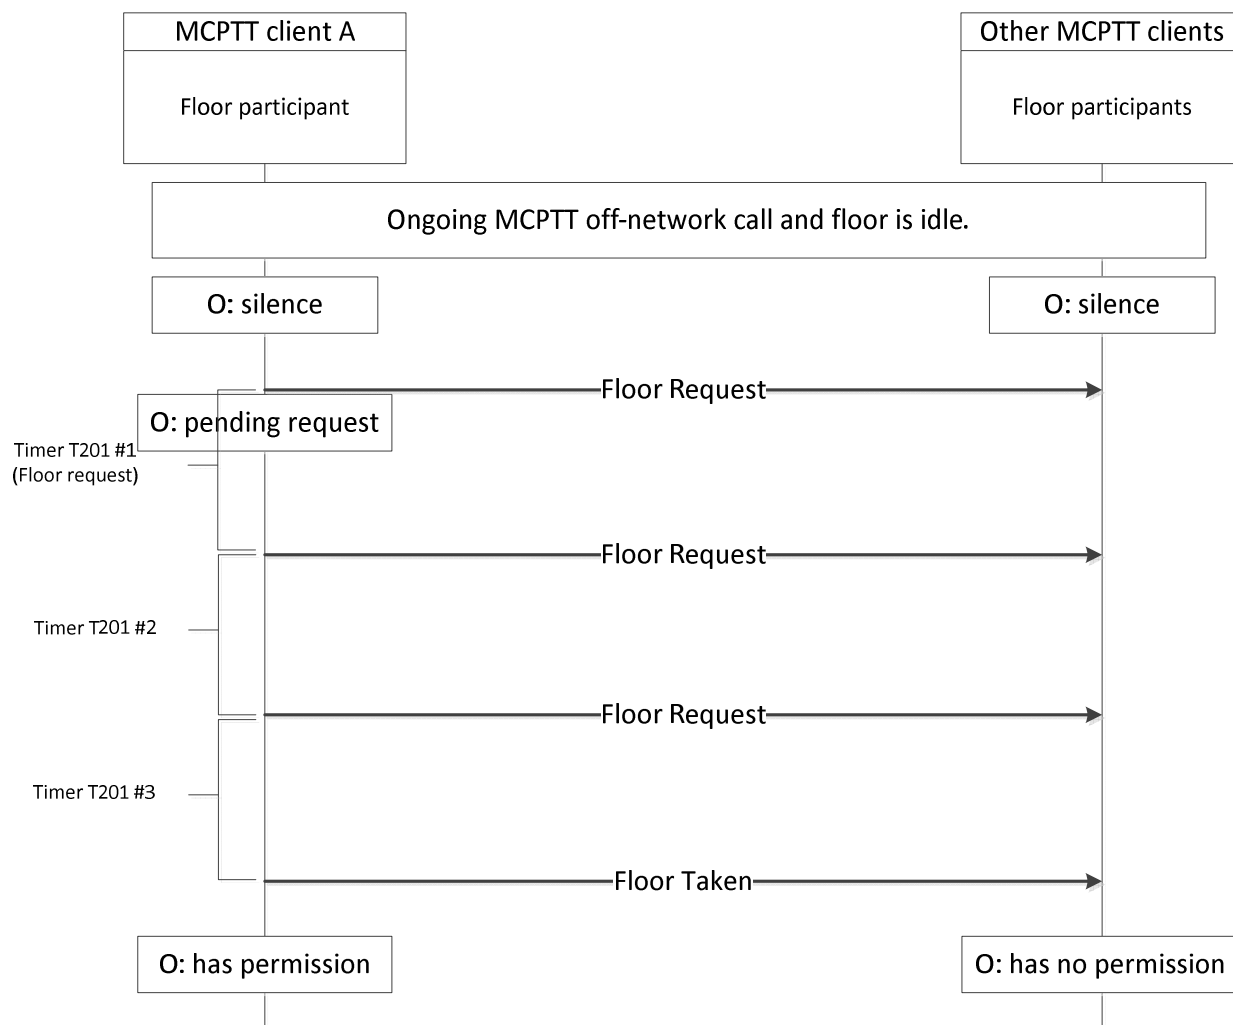 MCPTT client A
Other MCPTT clients
Floor participant
Floor participants
Ongoing MCPTT off-network call and floor is idle.
O: silence
O: silence
Floor Request
O: pending request
Timer T201 #1
(Floor request)
Floor Request
Timer T201 #2
Floor Request
Timer T201 #3
Floor Taken
O: has permission
O: has no permission